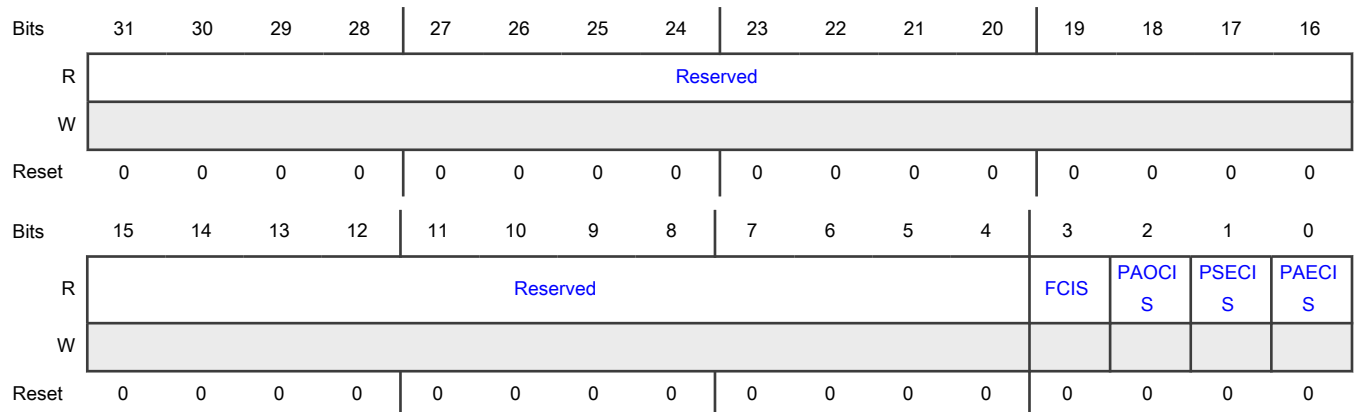 Bits 31 30 29 28 27 26 25 24 23 22 21 20 19 18 17 16
R Reserved
W
Reset 0 0 0 0 0 0 0 0 0 0 0 0 0 0 0 0
Bits 15 14 13 12 11 10 9 8 7 6 5 4 3 2 1 0
R Reserved FCIS PAOCI PSECI PAECI
S S S
W
Reset 0 0 0 0 0 0 0 0 0 0 0 0 0 0 0 0